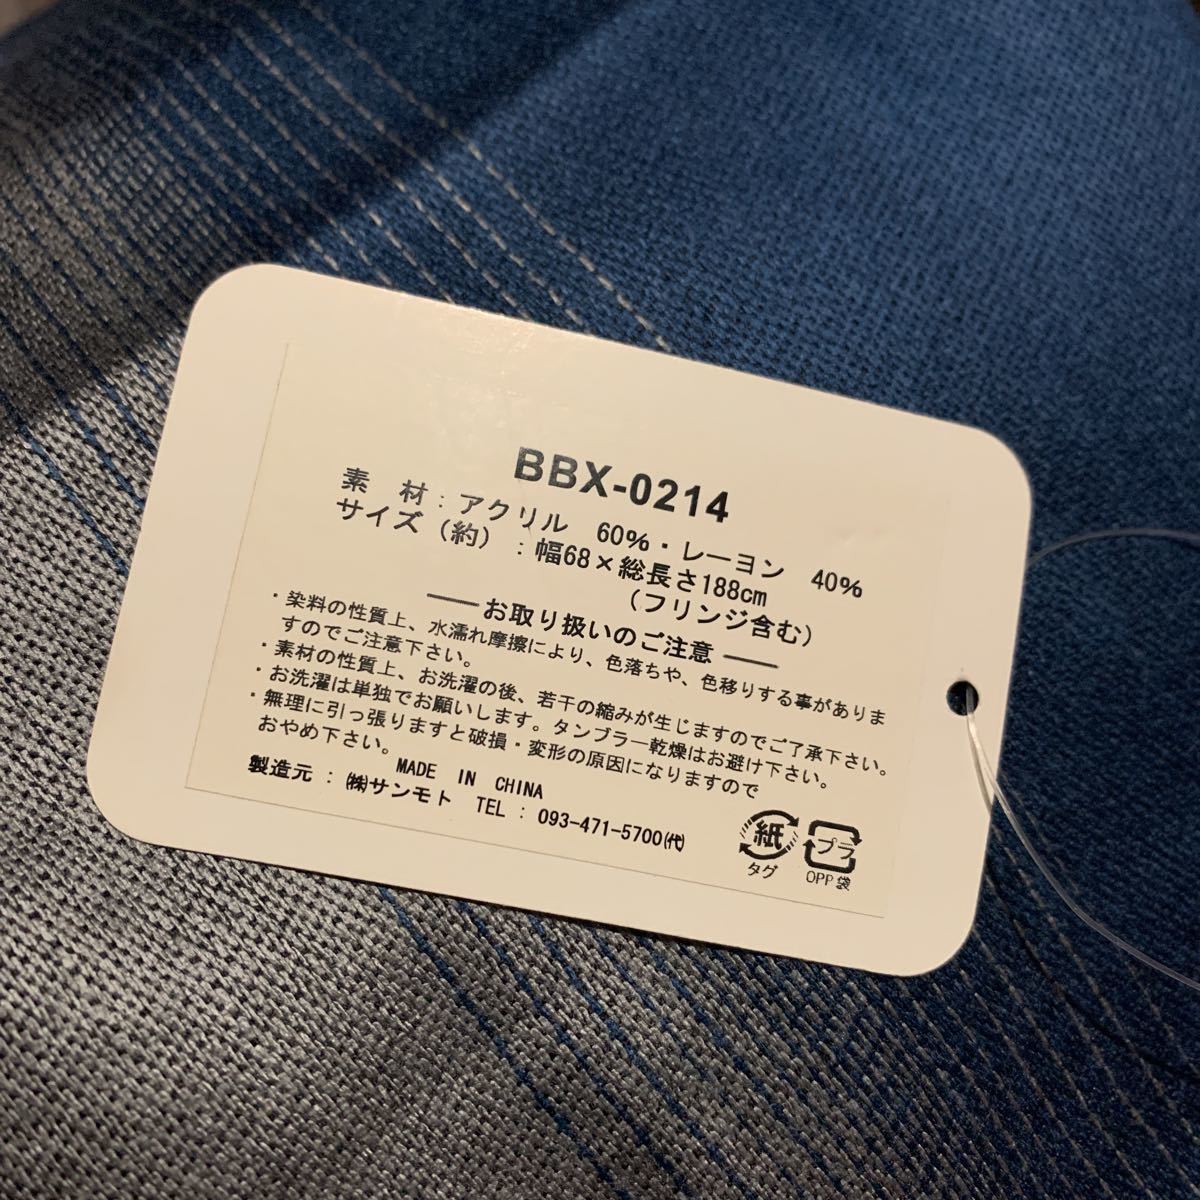 BBX-0214
素　材：アクリル　60%・レーヨン　40%
サイズ（約）：幅68×総長さ188cm
（フリンジ含む）
──お取り扱いのご注意──
・染料の性質上、水濡れ摩擦により、色落ちや、色移りする事がありま
すのでご注意下さい。
・素材の性質上、お洗濯の後、若干の縮みが生じますのでご了承下さい。
・お洗濯は単独でお願いします。タンブラー乾燥はお避け下さい。
・無理に引っ張りますと破損・変形の原因になりますので
おやめ下さい。
MADE IN CHINA
製造元：㈱サンモト　TEL：093-471-5700㈹
紙
タグ
プラ
OPP袋